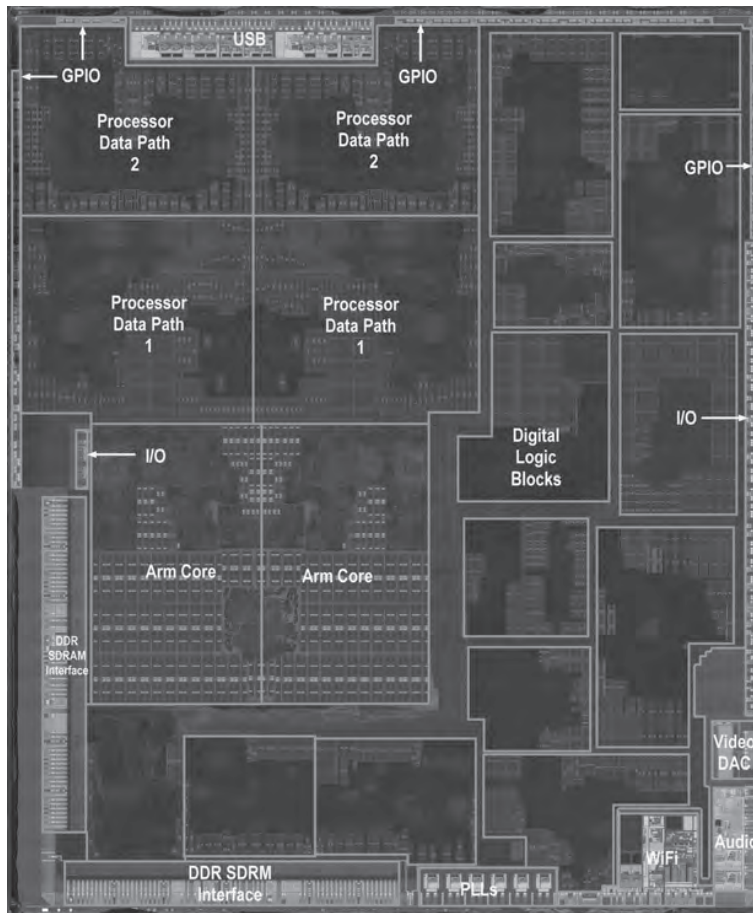 USB
GPIO
GPIO
Processor
Data Path
2
Processor
Data Path
2
GPIO
Processor
Data Path
1
Processor
Data Path
1
I/O
Digital
Logic
Blocks
I/O
Arm Core
Arm Core
DDR
SDRAM
Interface
Video
DAC
DDR SDRM
Interface
PLLs
WiFi
Audio